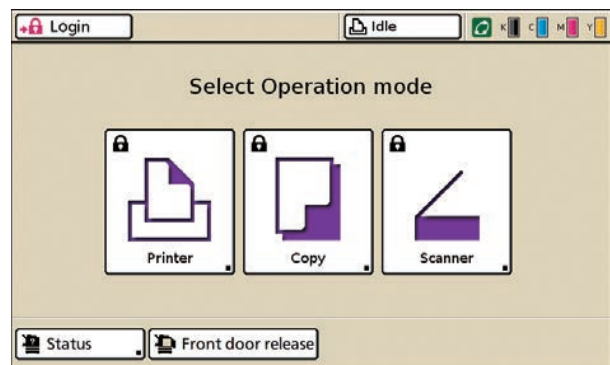 Login
Idle
K C M Y
Select Operation mode
Printer Copy Scanner
Status Front door release